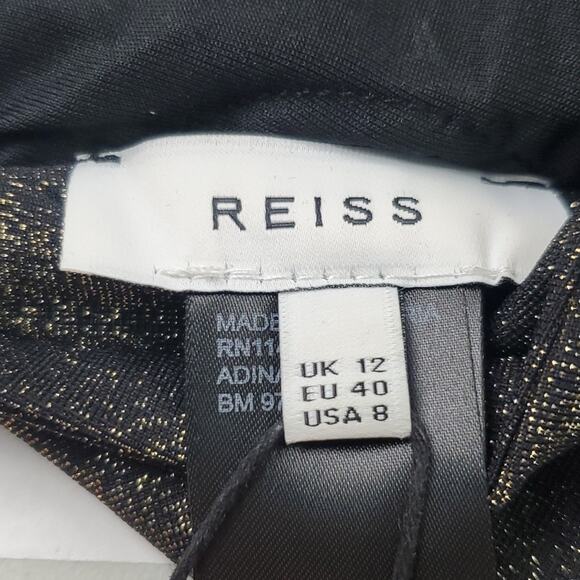 REISS
MADE
RN11
ADINA
BM 97
UK 12
EU 40
USA 8